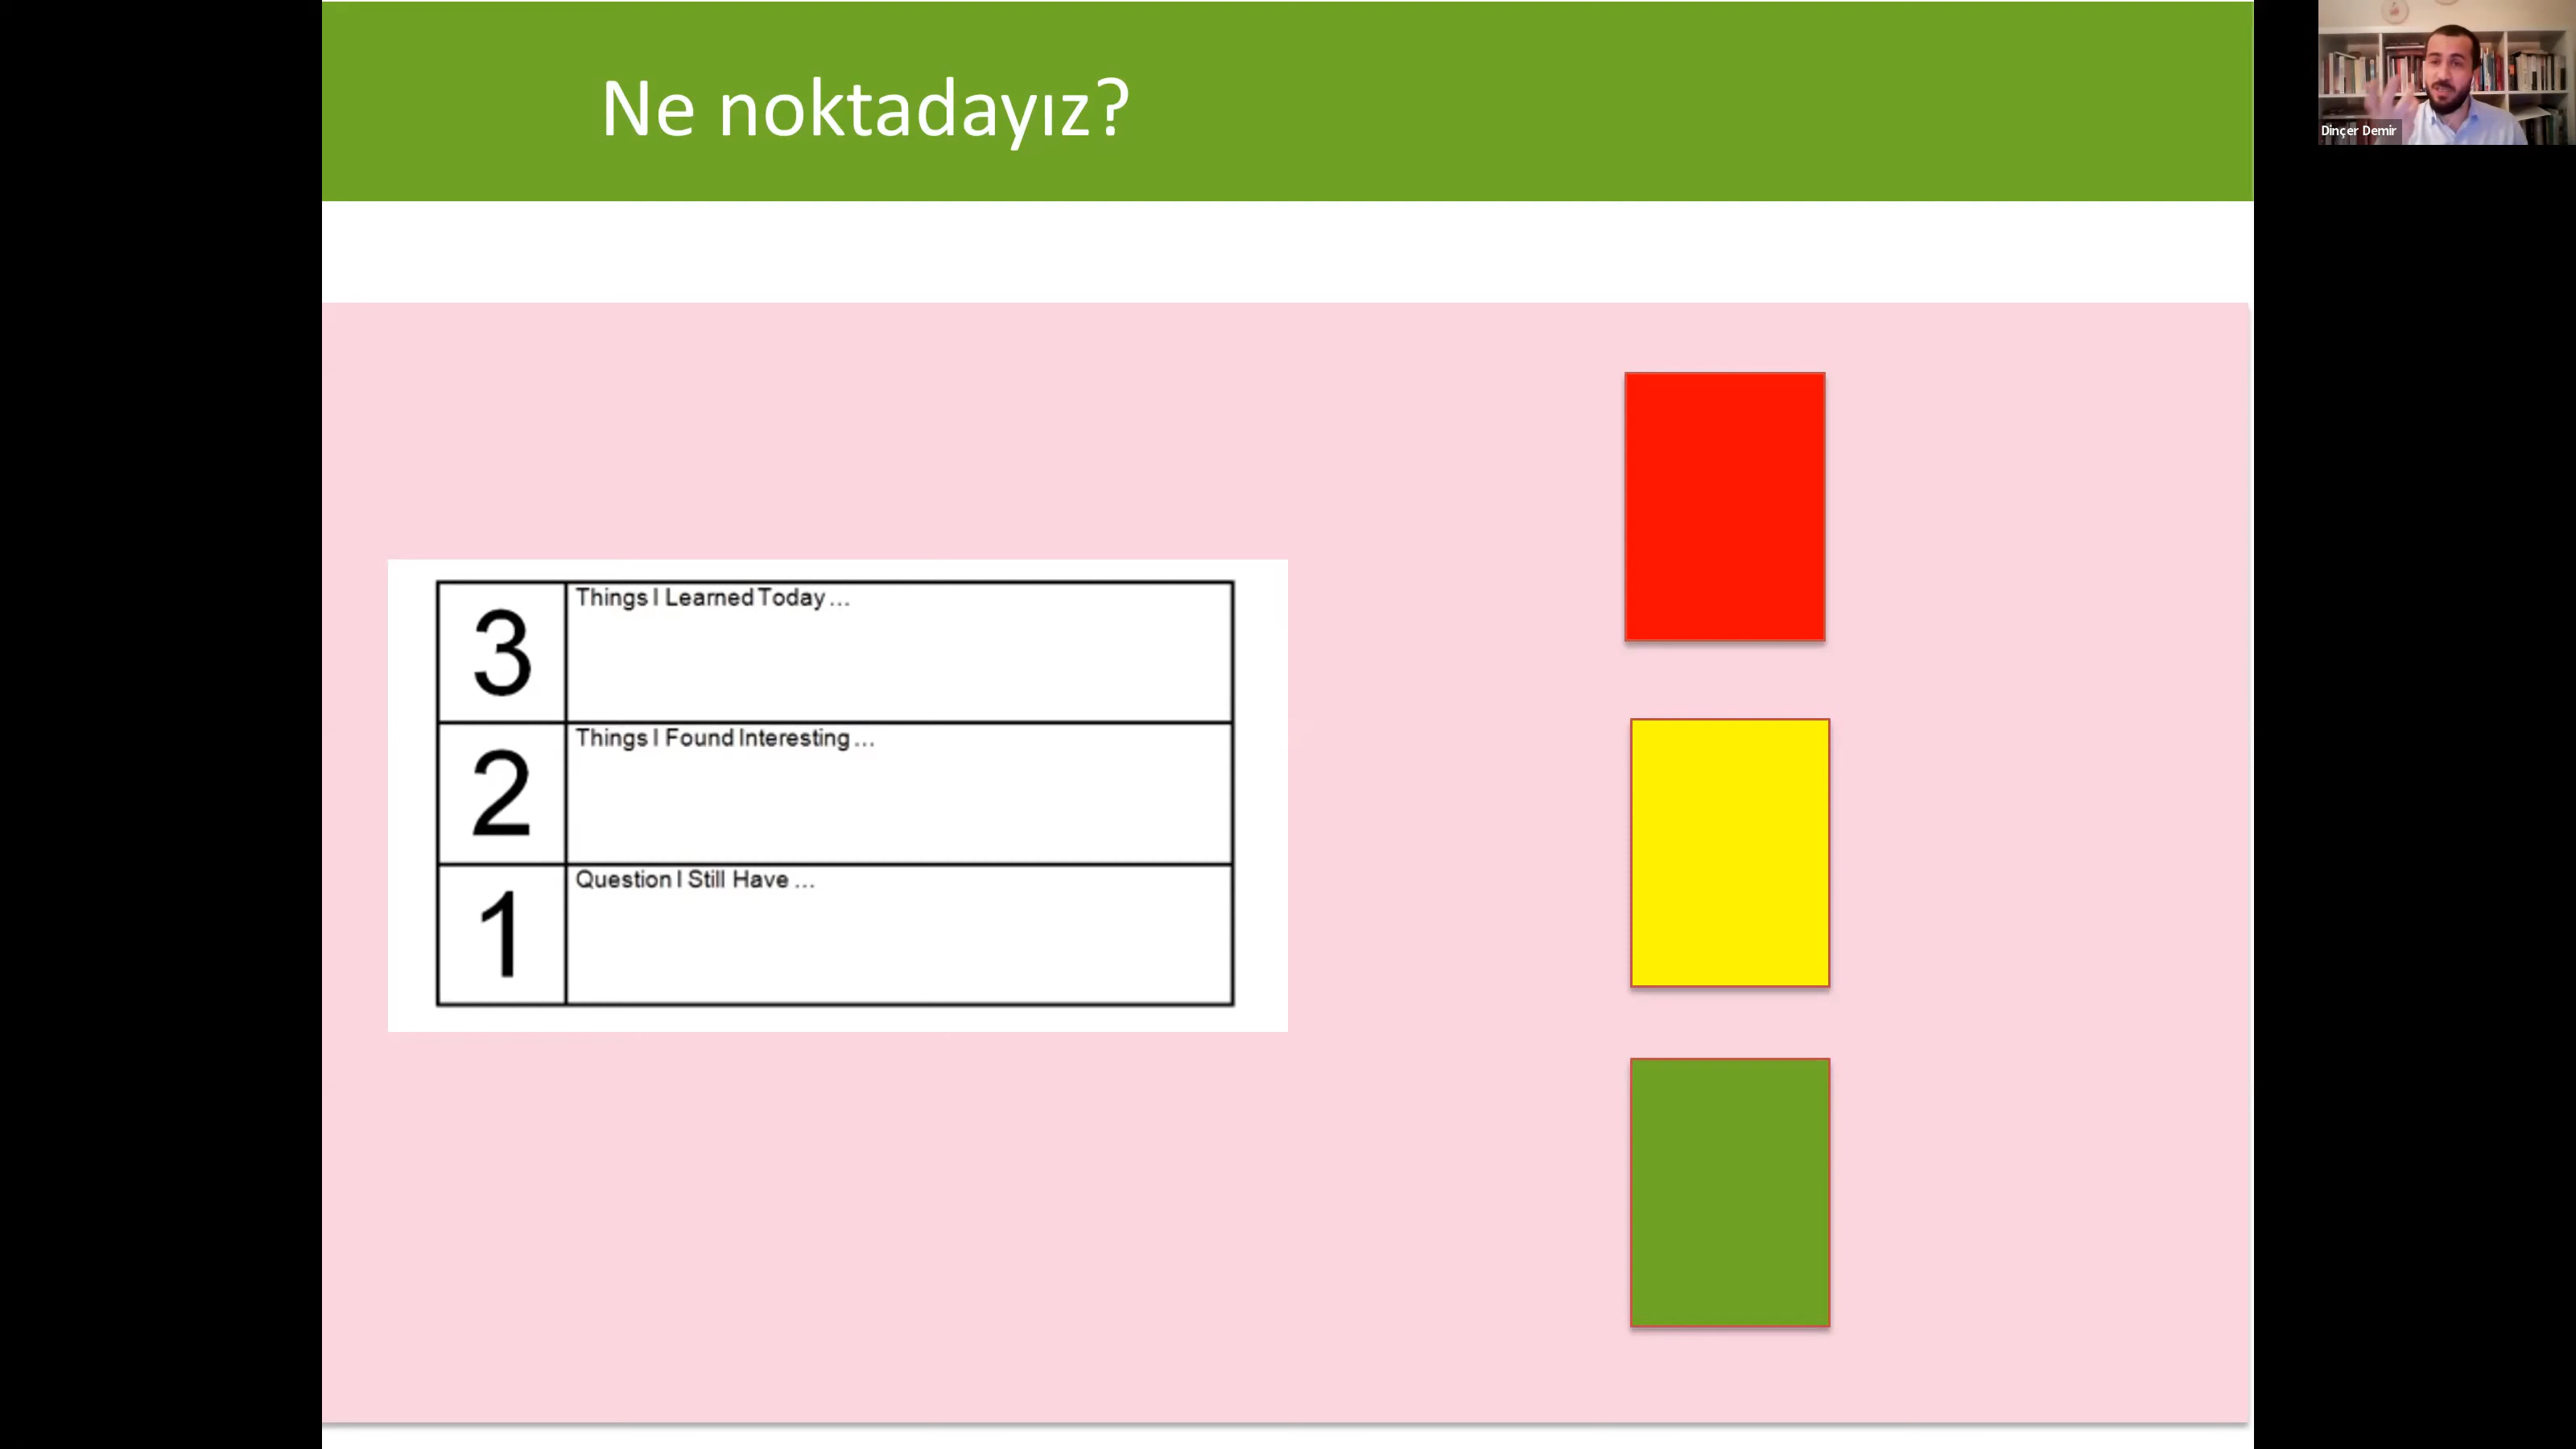 Ne noktadayız?
Dinçer Demir
3
Things I Learned Today ...
2
Things I Found Interesting ...
1
Question I Still Have ...